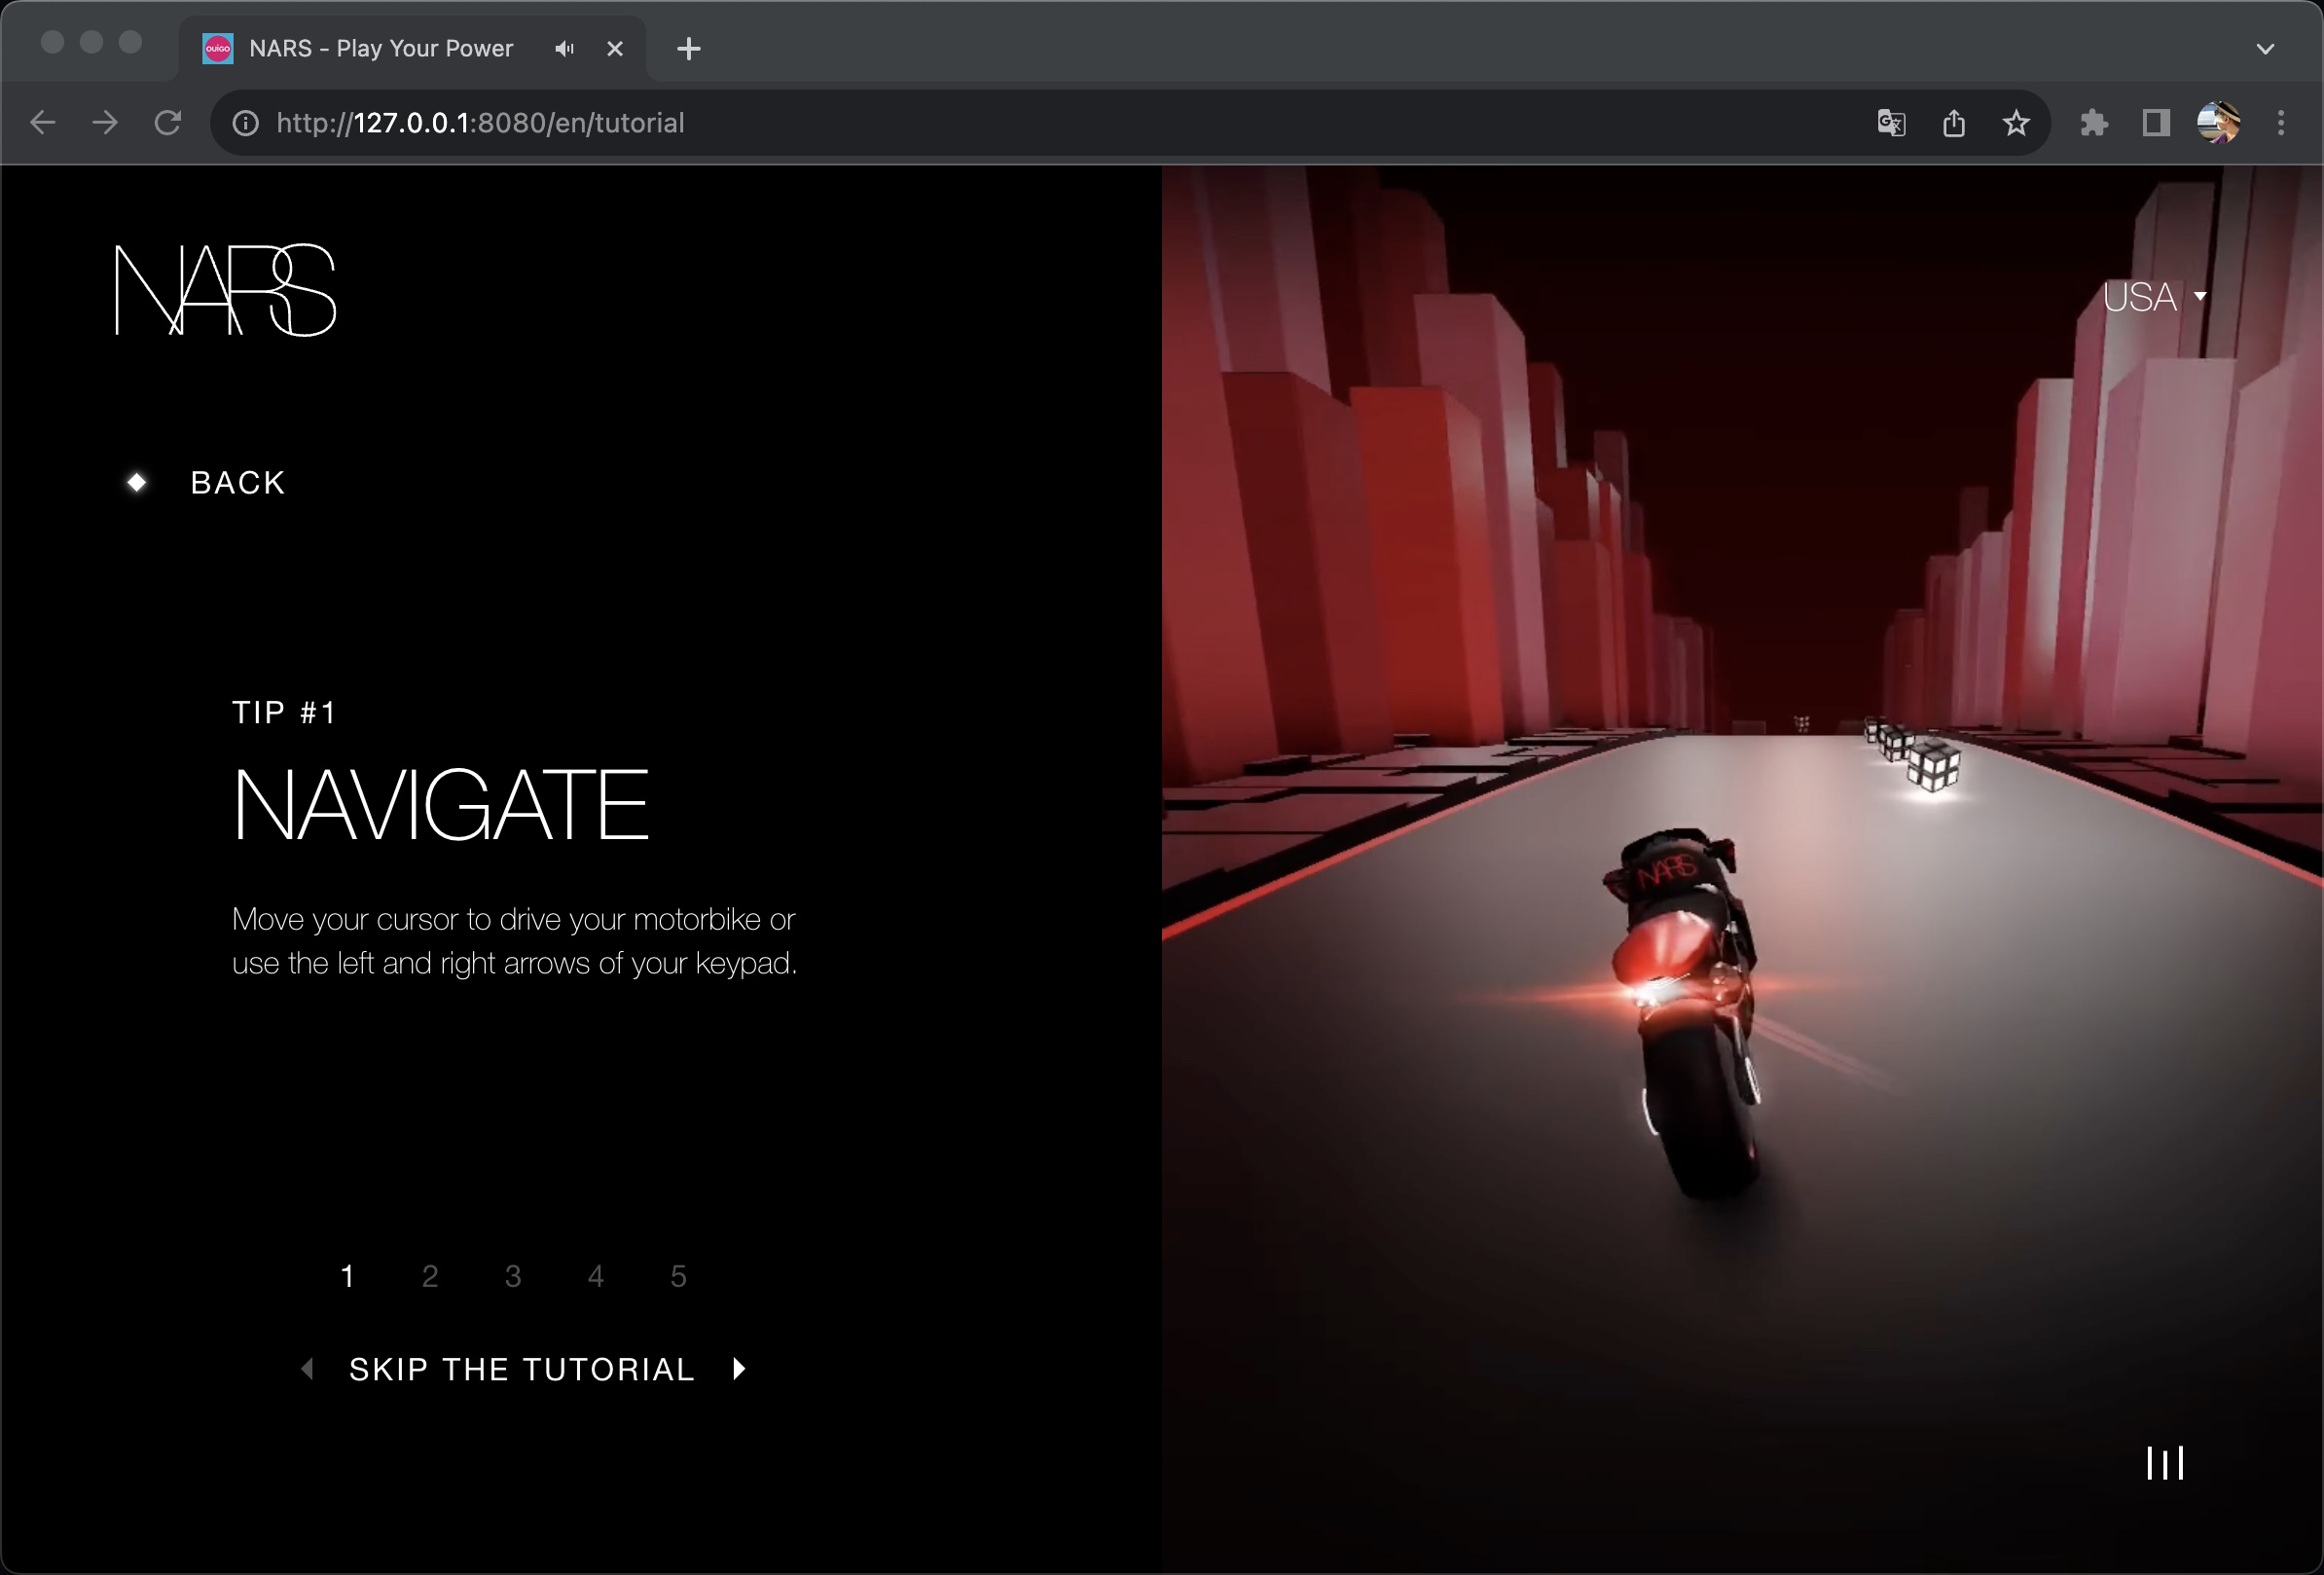 OUIGO
NARS - Play Your Power
http://127.0.0.1:8080/en/tutorial
NARS
USA
BACK
TIP #1
NAVIGATE
Move your cursor to drive your motorbike or
use the left and right arrows of your keypad.
NARS
1 2 3 4 5
SKIP THE TUTORIAL